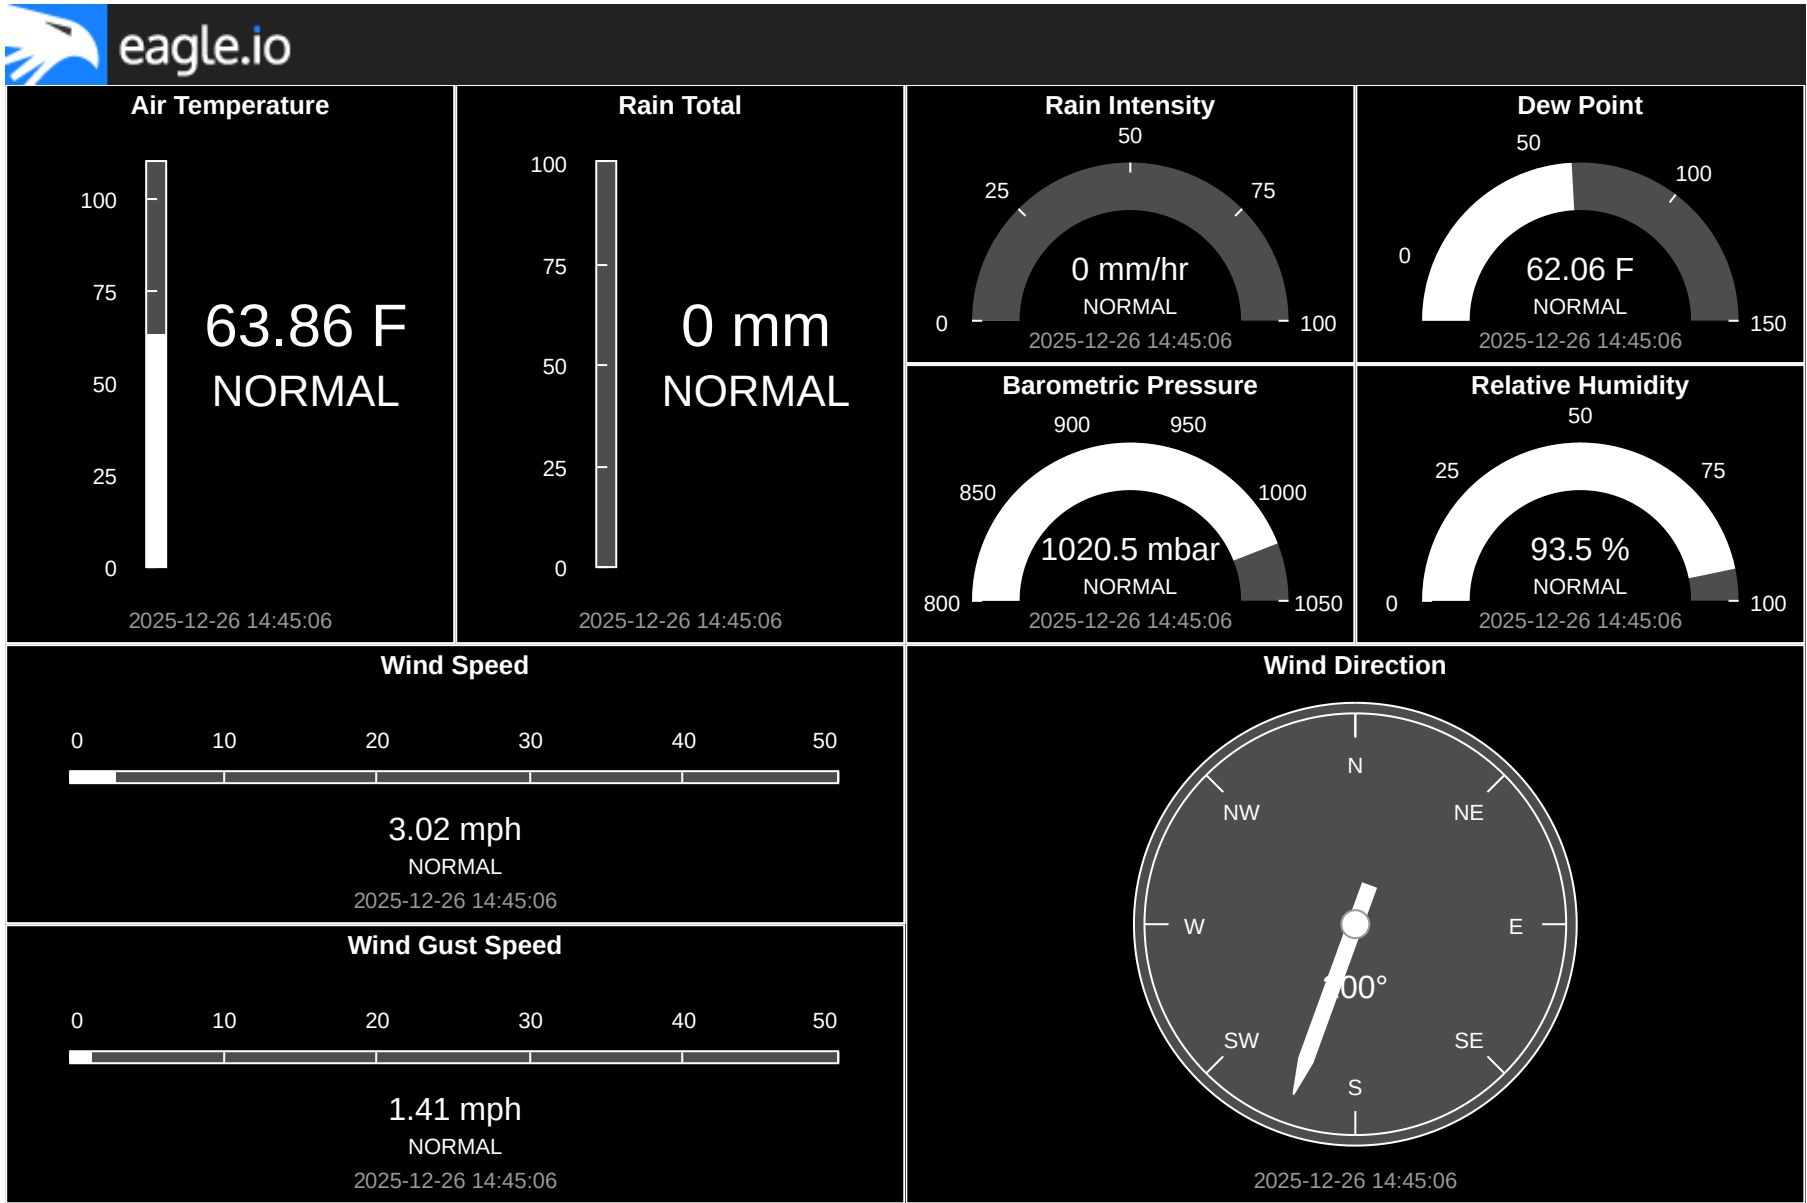 eagle.io
Air Temperature
100
75
50
25
0
63.86 F
NORMAL
2025-12-26 14:45:06
Rain Total
100
75
50
25
0
0 mm
NORMAL
2025-12-26 14:45:06
Rain Intensity
0
25
50
75
100
0 mm/hr
NORMAL
2025-12-26 14:45:06
Dew Point
0
50
100
150
62.06 F
NORMAL
2025-12-26 14:45:06
Barometric Pressure
800
850
900
950
1000
1050
1020.5 mbar
NORMAL
2025-12-26 14:45:06
Relative Humidity
0
25
50
75
100
93.5 %
NORMAL
2025-12-26 14:45:06
Wind Speed
0 10 20 30 40 50
3.02 mph
NORMAL
2025-12-26 14:45:06
Wind Gust Speed
0 10 20 30 40 50
1.41 mph
NORMAL
2025-12-26 14:45:06
Wind Direction
N
NW NE
W E
SW SE
S
2025-12-26 14:45:06